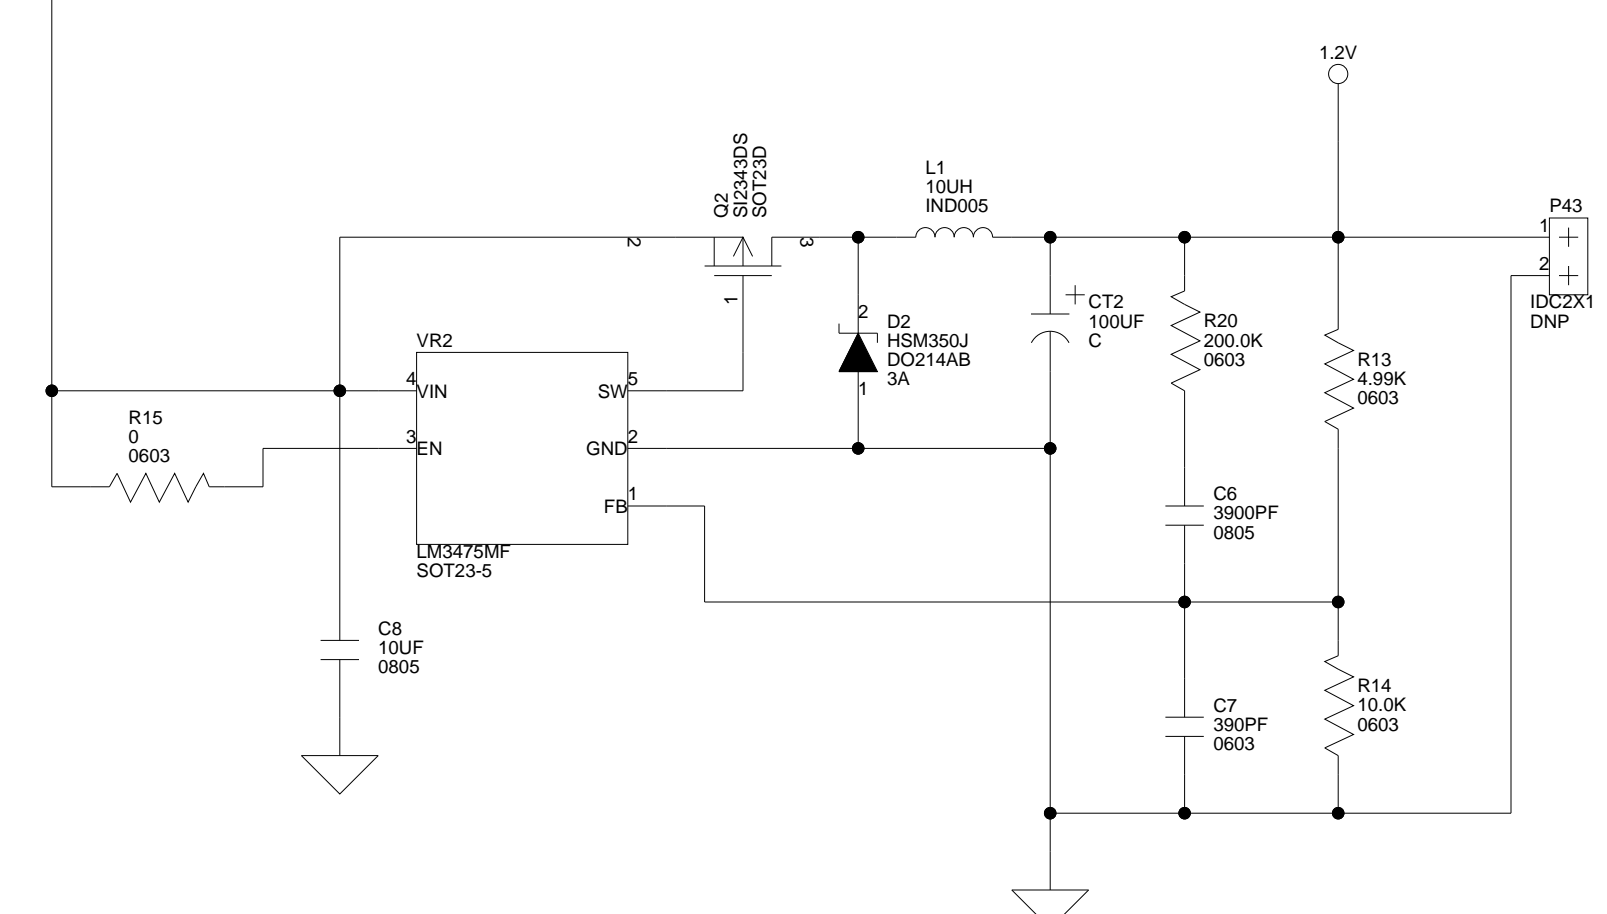 1.2V
Q2
SI2343DS
SOT23D
L1
10UH
IND005
P43
1
2
IDC2X1
DNP
2
3
1
CT2
100UF
C
2
D2
HSM350J
DO214AB
3A
1
R20
200.0K
0603
R13
4.99K
0603
VR2
4
VIN
SW
5
3
EN
GND
2
FB
1
LM3475MF
SOT23-5
R15
0
0603
C6
3900PF
0805
C8
10UF
0805
C7
390PF
0603
R14
10.0K
0603